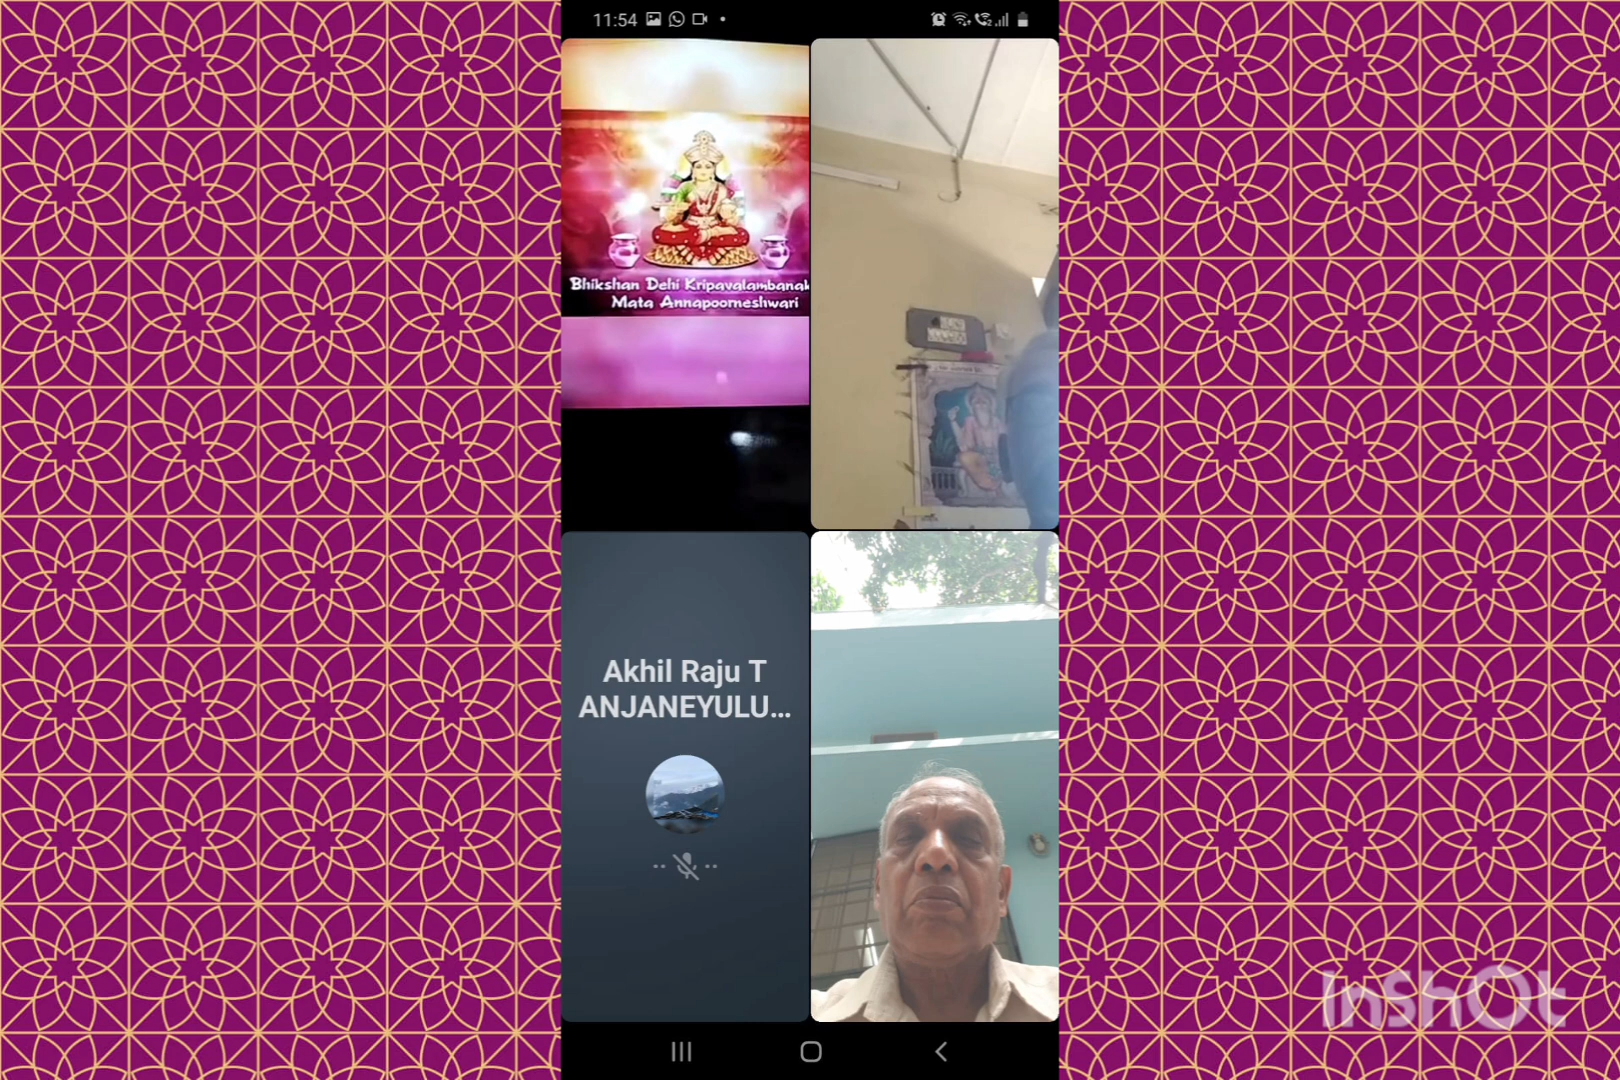 11:54
Bhikshan Dehi Kripavalambanak
Mata Annapoorneshwari
Akhil Raju T
ANJANEYULU...
InShOt